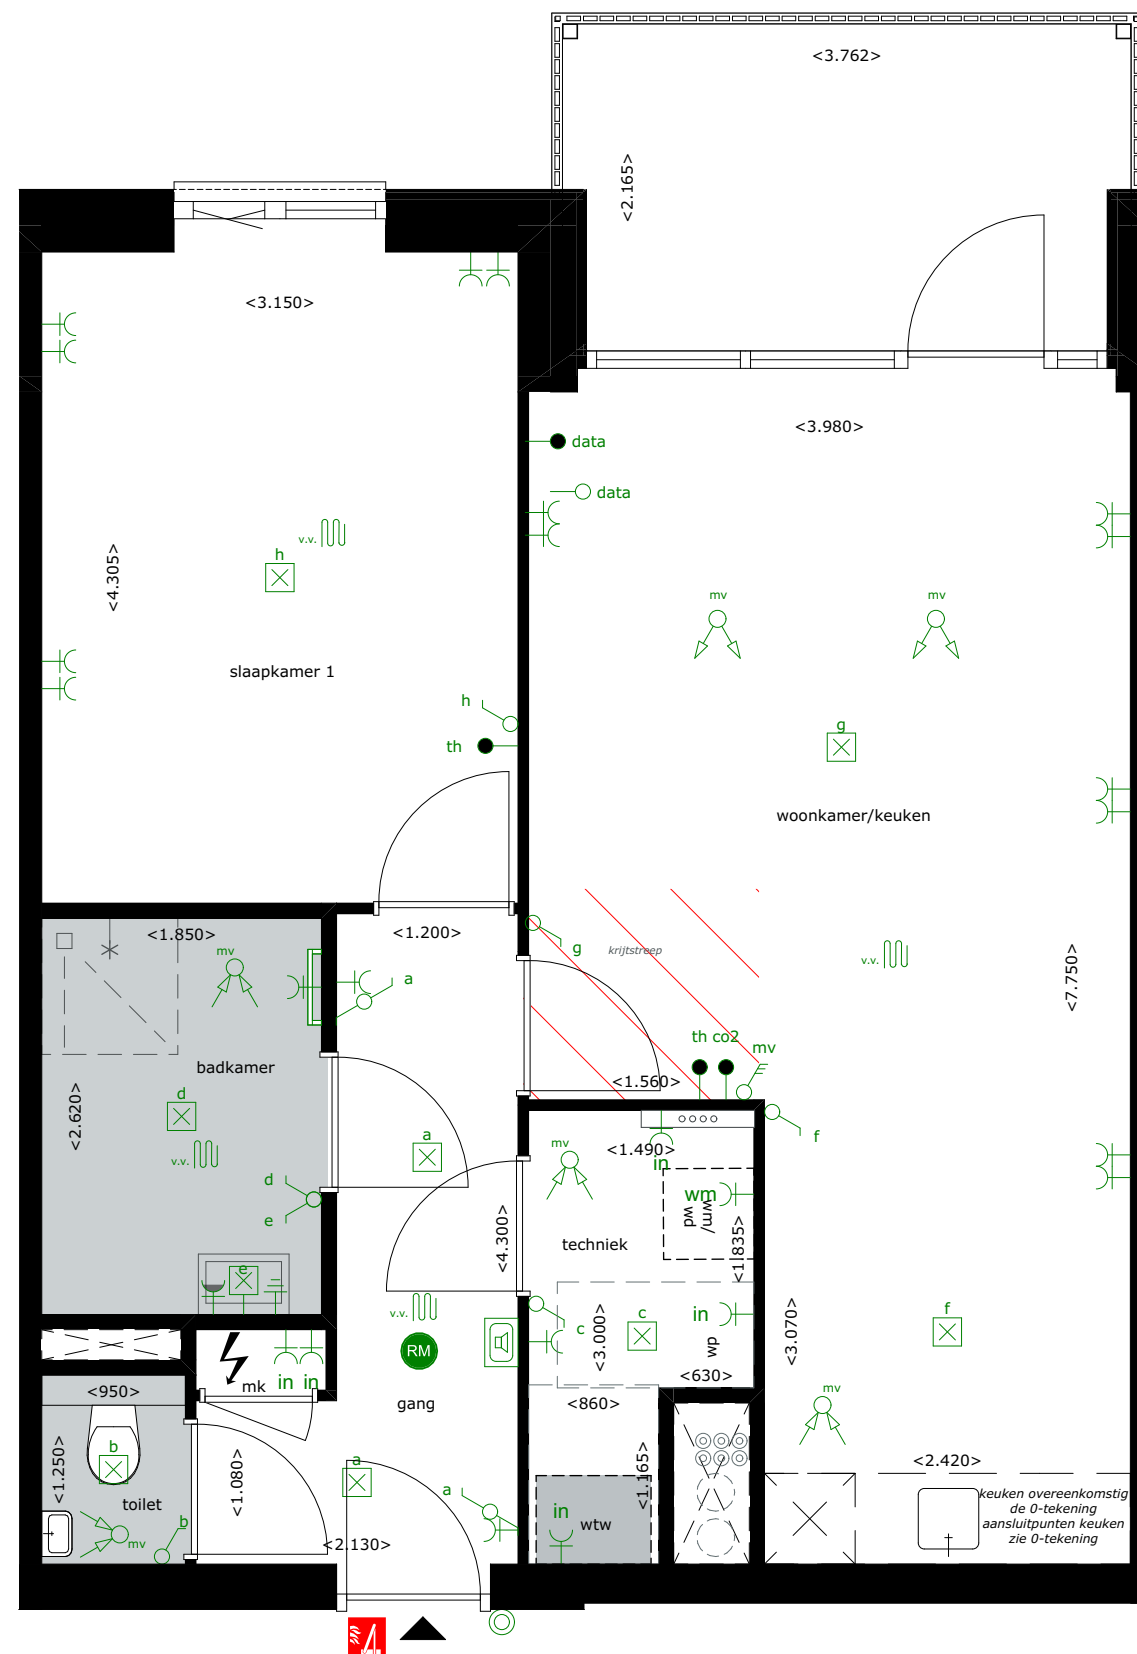 <3.762>
<2.165>
<3.150>
<3.980>
data
data
v.v.
h
<4.305>
mv
mv
slaapkamer 1
h
th
g
woonkamer/keuken
<1.850>
<1.200>
mv
a
g
krijtstreep
v.v.
<7.750>
badkamer
th co2
mv
<1.560>
d
<2.620>
a
f
v.v.
mv
<1.490>
in
d
e
wm
wm/
wd
<4.300>
techniek
<1.835>
e
v.v.
c
c
in
<3.000>
wp
<3.070>
f
RM
<630>
in in
mk
<950>
gang
<860>
mv
b
<1.250>
<1.080>
a
a
<1.165>
<2.420>
toilet
b
mv
in
wtw
<2.130>
keuken overeenkomstig
de 0-tekening
aansluitpunten keuken
zie 0-tekening